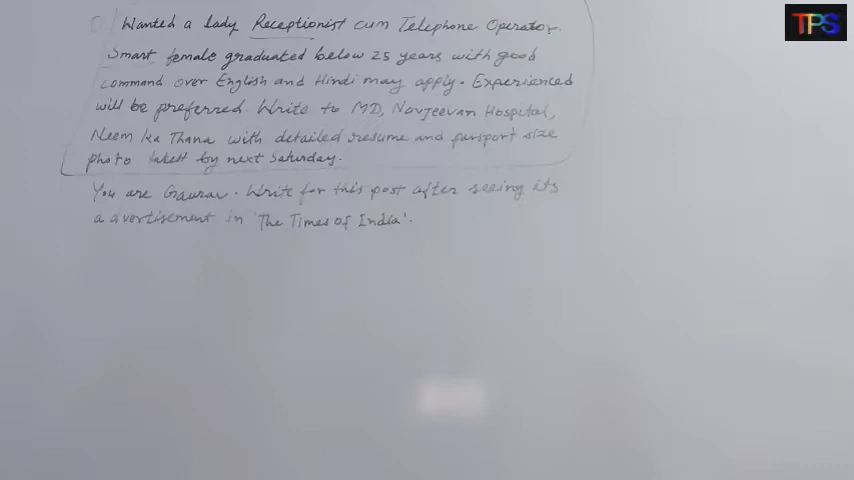 Wanted a lady Receptionist cum Telephone Operator.
Smart female graduated below 25 years with good
command over English and Hindi may apply. Experienced
will be preferred. Write to MD, Navjeevan Hospital,
Neem Ka Thana with detailed resume and passport size
photo latest by next Saturday.
You are Gaurav. Write for this post after seeing its
advertisement in 'The Times of India'.
TPS